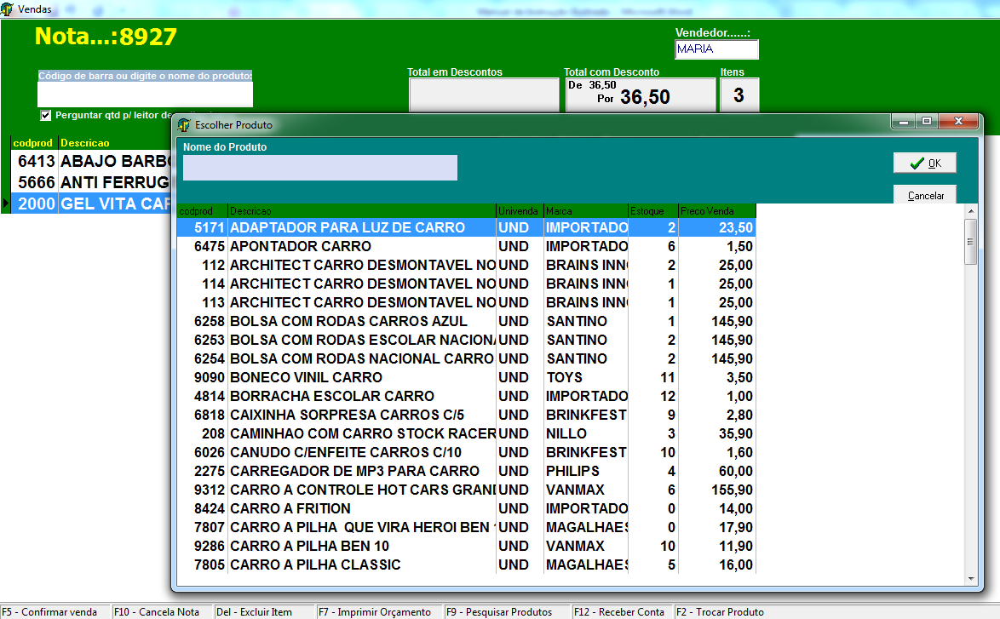 Vendas
Nota...:8927
Vendedor......:
MARIA
Código de barra ou digite o nome do produto:
Total em Descontos
Total com Desconto
Itens
De 36,50
Por 36,50
3
Perguntar qtd p/ leitor de
codprod Descricao
6413 ABAJO BARBO
5666 ANTI FERRUG
2000 GEL VITA CAR
Escolher Produto
Nome do Produto
OK
Cancelar
codprod Descricao Univenda Marca Estoque Preco Venda
5171 ADAPTADOR PARA LUZ DE CARRO UND IMPORTADO 2 23,50
6475 APONTADOR CARRO UND IMPORTADO 6 1,50
112 ARCHITECT CARRO DESMONTAVEL NO UND BRAINS INN 2 25,00
114 ARCHITECT CARRO DESMONTAVEL NO UND BRAINS INN 1 25,00
113 ARCHITECT CARRO DESMONTAVEL NO UND BRAINS INN 1 25,00
6258 BOLSA COM RODAS CARROS AZUL UND SANTINO 1 145,90
6253 BOLSA COM RODAS ESCOLAR NACION UND SANTINO 2 145,90
6254 BOLSA COM RODAS NACIONAL CARRO UND SANTINO 2 145,90
9090 BONECO VINIL CARRO UND TOYS 11 3,50
4814 BORRACHA ESCOLAR CARRO UND IMPORTADO 12 1,00
6818 CAIXINHA SORPRESA CARROS C/5 UND BRINKFEST 9 2,80
208 CAMINHAO COM CARRO STOCK RACER UND NILLO 3 35,90
6026 CANUDO C/ENFEITE CARROS C/10 UND BRINKFEST 10 1,60
2275 CARREGADOR DE MP3 PARA CARRO UND PHILIPS 4 60,00
9312 CARRO A CONTROLE HOT CARS GRAN UND VANMAX 6 155,90
8424 CARRO A FRITION UND IMPORTADO 0 14,00
7807 CARRO A PILHA QUE VIRA HEROI BEN 1 UND MAGALHAES 0 17,90
9286 CARRO A PILHA BEN 10 UND VANMAX 10 11,90
7805 CARRO A PILHA CLASSIC UND MAGALHAES 5 16,00
F5 - Confirmar venda F10 - Cancela Nota Del - Excluir Item F7 - Imprimir Orçamento F9 - Pesquisar Produtos F12 - Receber Conta F2 - Trocar Produto